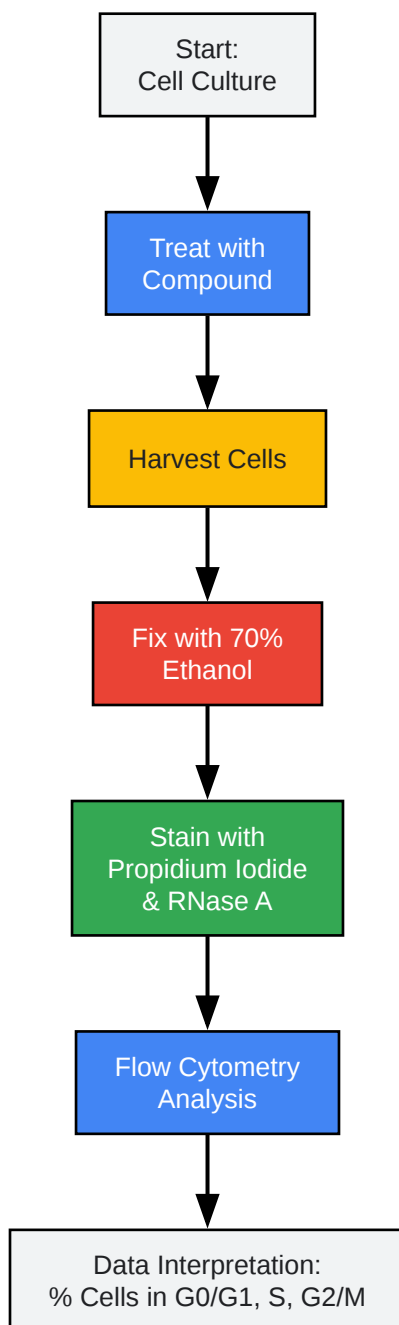 Start:
Cell Culture
Treat with
Compound
Harvest Cells
Fix with 70%
Ethanol
Stain with
Propidium Iodide
& RNase A
Flow Cytometry
Analysis
Data Interpretation:
% Cells in G0/G1, S, G2/M